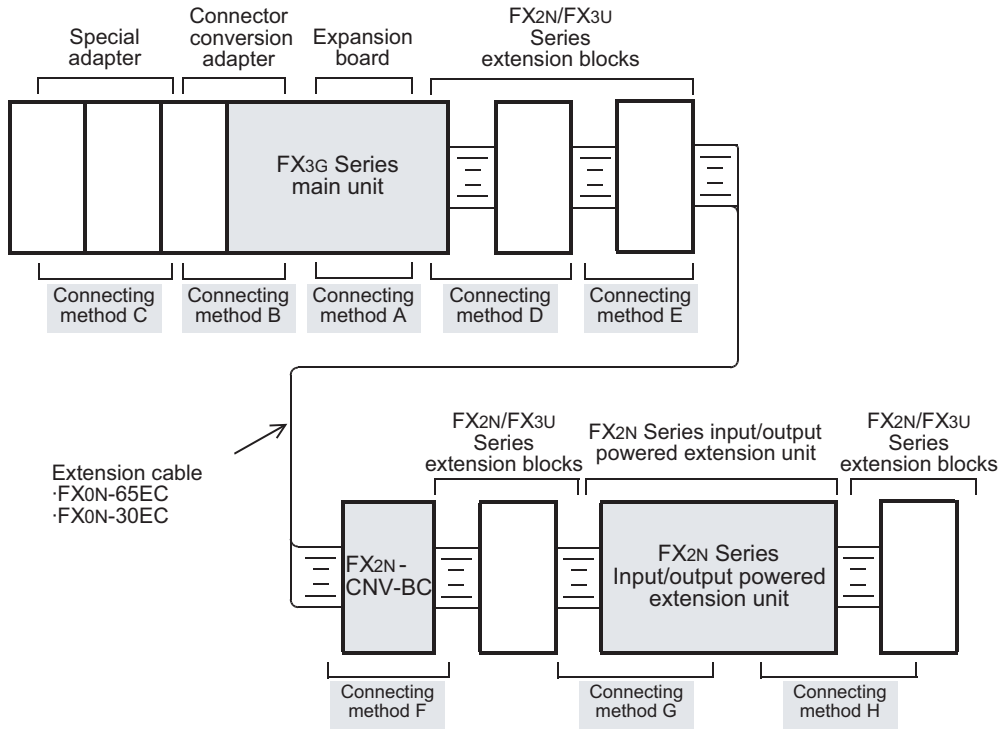 Special
adapter
Connector
conversion
adapter
Expansion
board
FX2N/FX3U
Series
extension blocks
FX3G Series
main unit
Connecting
method C
Connecting
method B
Connecting
method A
Connecting
method D
Connecting
method E
Extension cable
·FX0N-65EC
·FX0N-30EC
FX2N/FX3U
Series
extension blocks
FX2N Series input/output
powered extension unit
FX2N/FX3U
Series
extension blocks
FX2N-
CNV-BC
FX2N Series
Input/output powered
extension unit
Connecting
method F
Connecting
method G
Connecting
method H